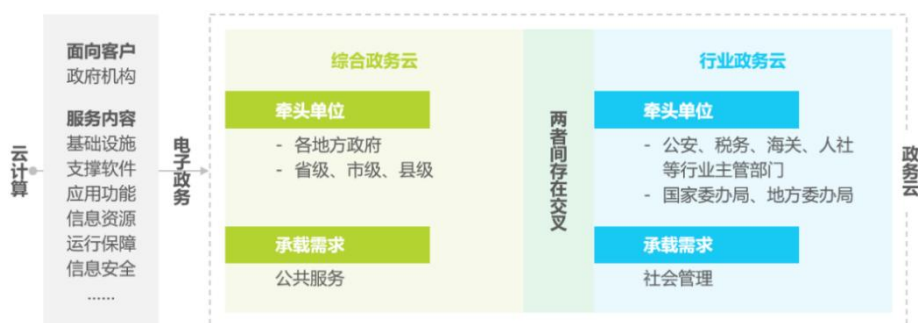 云计算
面向客户
政府机构
服务内容
基础设施
支撑软件
应用功能
信息资源
运行保障
信息安全
......
电子政务
综合政务云
牵头单位
- 各地方政府
- 省级、市级、县级
承载需求
公共服务
两者间存在交叉
行业政务云
牵头单位
- 公安、税务、海关、人社
等行业主管部门
- 国家委办局、地方委办局
承载需求
社会管理
政务云